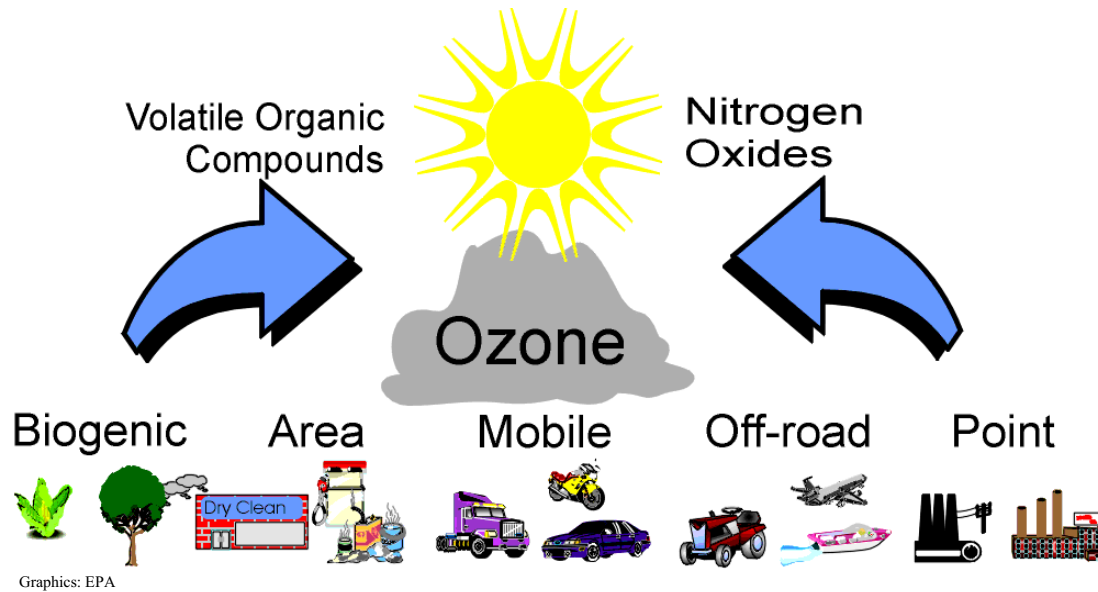 Volatile Organic
Compounds
Nitrogen
Oxides
Ozone
Biogenic
Area
Mobile
Off-road
Point
Dry Clean
Graphics: EPA